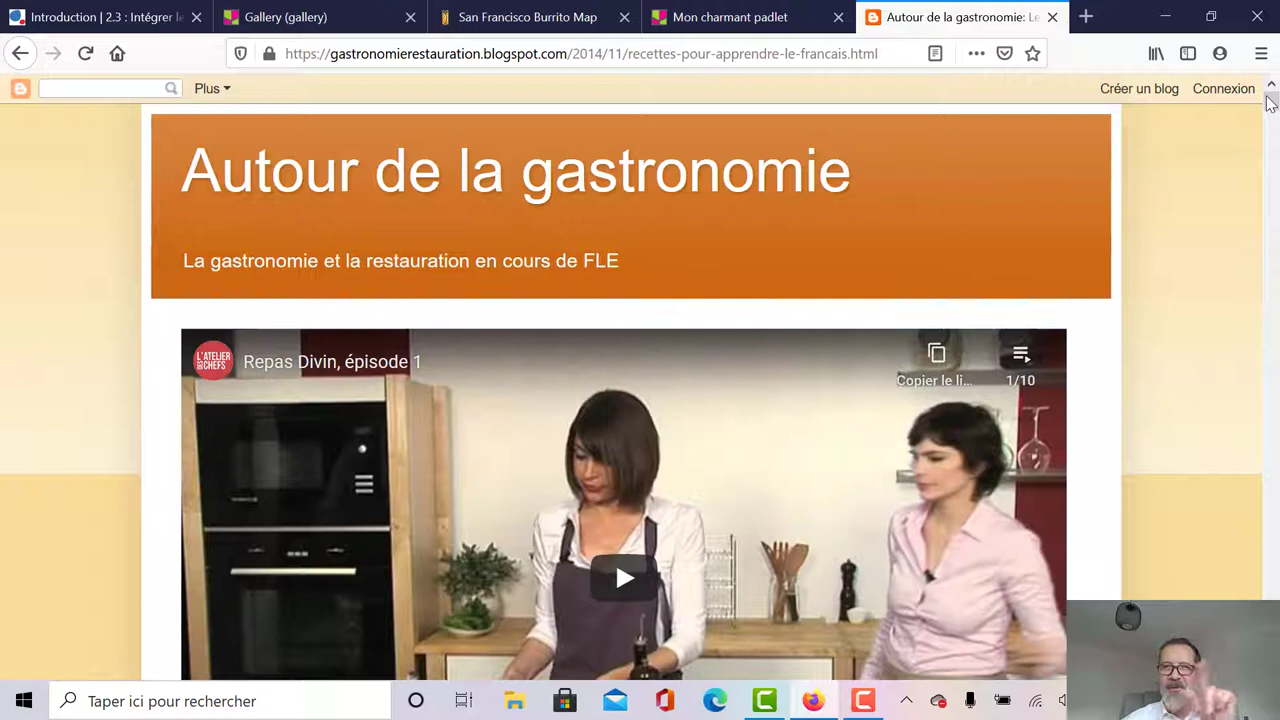 Introduction | 2.3 : Intégrer le
Gallery (gallery)
San Francisco Burrito Map
Mon charmant padlet
Autour de la gastronomie: Le
https://gastronomierestauration.blogspot.com/2014/11/recettes-pour-apprendre-le-francais.html
Plus
Créer un blog
Connexion
Autour de la gastronomie
La gastronomie et la restauration en cours de FLE
L'ATELIER DES CHEFS
Repas Divin, épisode 1
Copier le li...
1/10
Taper ici pour rechercher